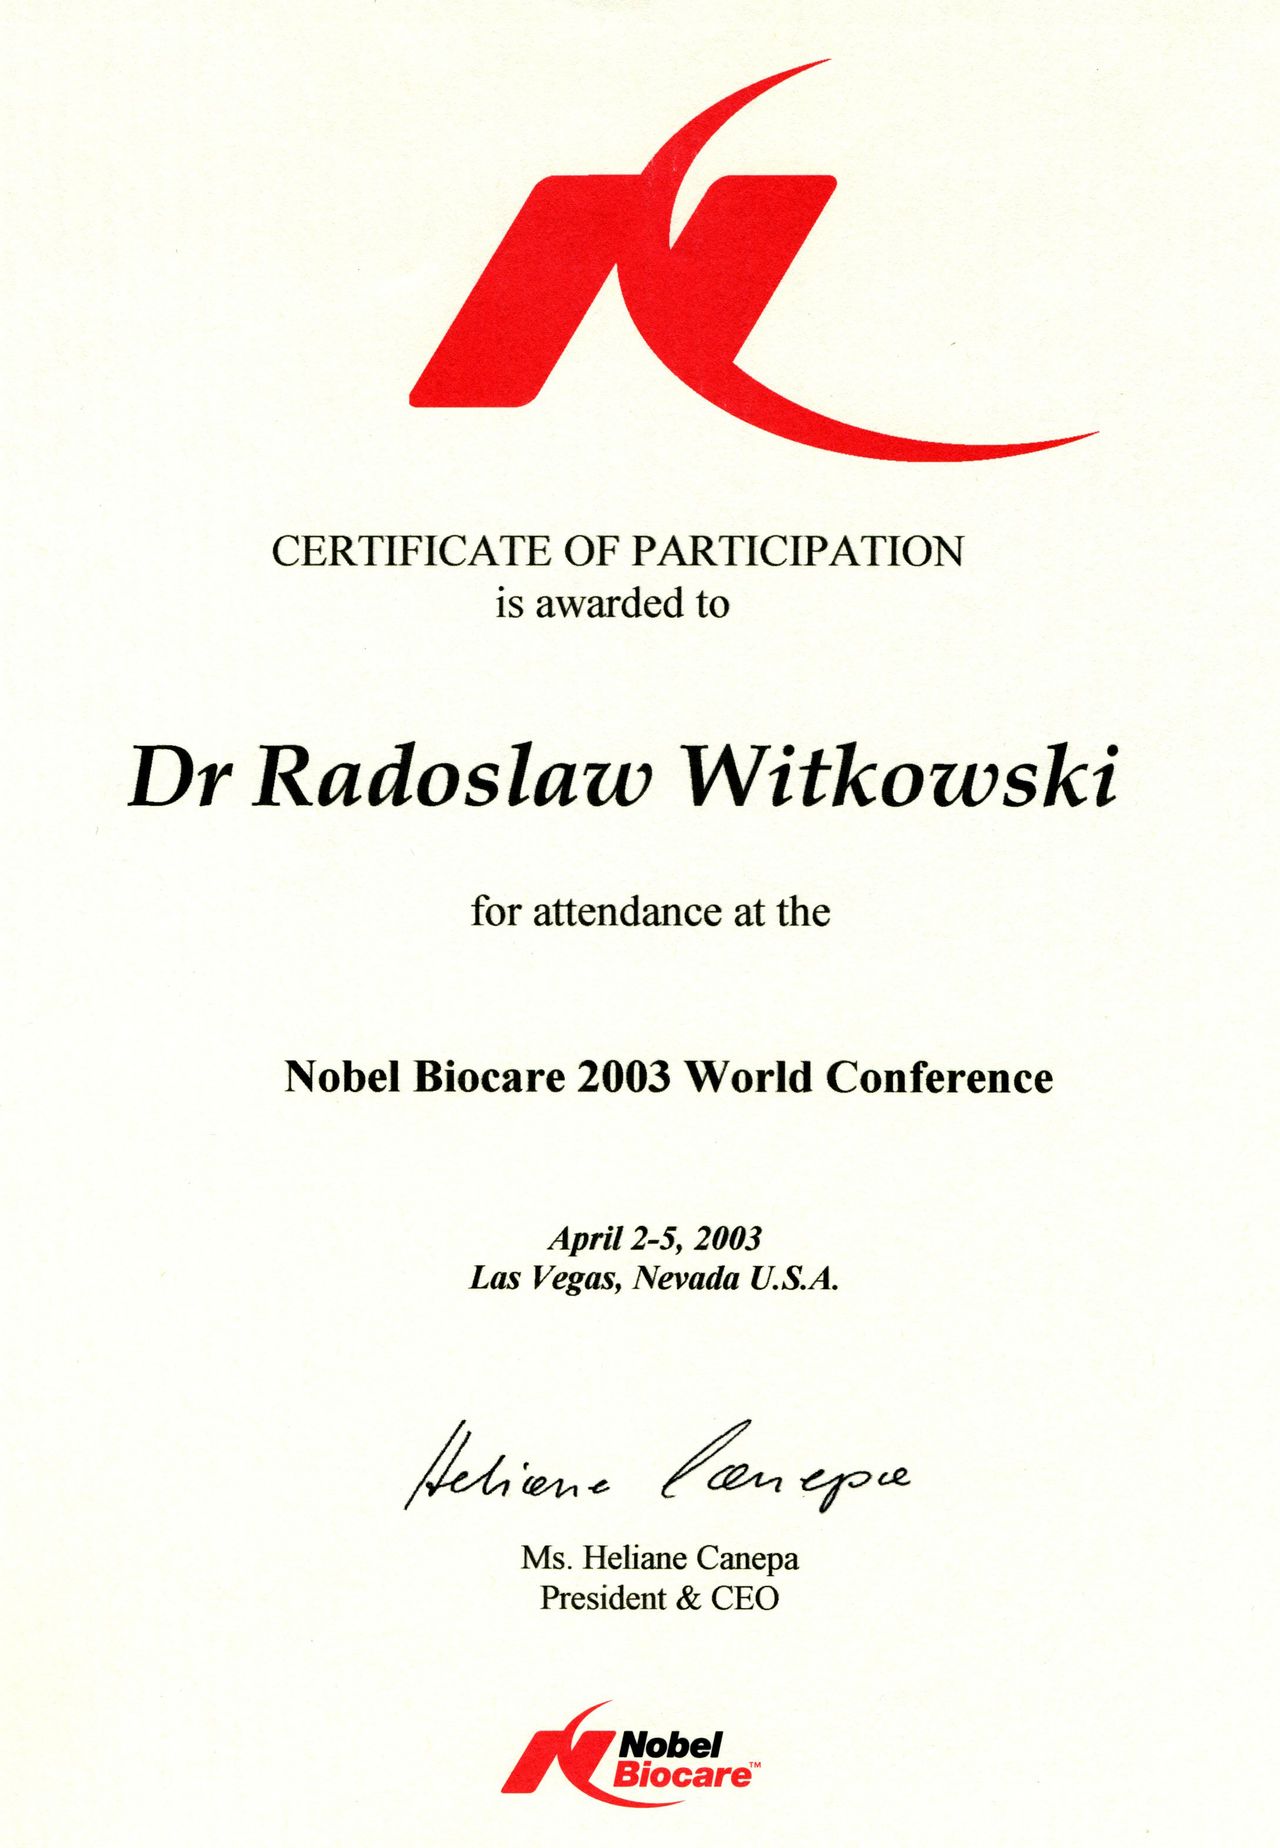 CERTIFICATE OF PARTICIPATION
is awarded to
Dr Radoslaw Witkowski
for attendance at the
Nobel Biocare 2003 World Conference
April 2-5, 2003
Las Vegas, Nevada U.S.A.
Heliane Canepa
Ms. Heliane Canepa
President & CEO
Nobel
Biocare™